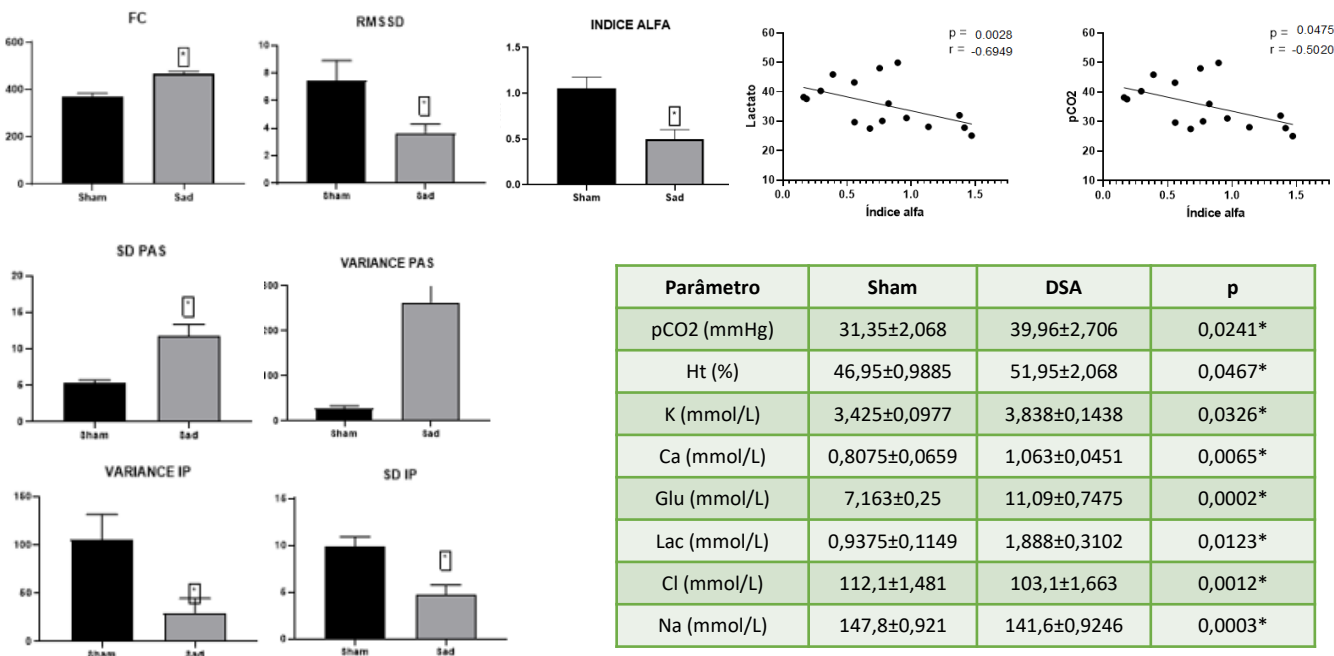 FC
600
400
200
0
*
Sham Sad
RMSSD
10
8
6
4
2
0
*
Sham Sad
INDICE ALFA
1.5
1.0
0.5
0.0
*
Sham Sad
p = 0.0028
r = -0.6949
Lactato
60
50
40
30
20
10
0.0 0.5 1.0 1.5
Índice alfa
p = 0.0475
r = -0.5020
pCO2
60
50
40
30
20
10
0.0 0.5 1.0 1.5
Índice alfa
SD PAS
20
15
10
5
0
*
Sham Sad
VARIANCE PAS
300
200
100
0
Sham Sad
VARIANCE IP
150
100
50
0
*
Sham Sad
SD IP
15
10
5
0
*
Sham Sad
Parâmetro Sham DSA p
pCO2 (mmHg) 31,35±2,068 39,96±2,706 0,0241*
Ht (%) 46,95±0,9885 51,95±2,068 0,0467*
K (mmol/L) 3,425±0,0977 3,838±0,1438 0,0326*
Ca (mmol/L) 0,8075±0,0659 1,063±0,0451 0,0065*
Glu (mmol/L) 7,163±0,25 11,09±0,7475 0,0002*
Lac (mmol/L) 0,9375±0,1149 1,888±0,3102 0,0123*
Cl (mmol/L) 112,1±1,481 103,1±1,663 0,0012*
Na (mmol/L) 147,8±0,921 141,6±0,9246 0,0003*